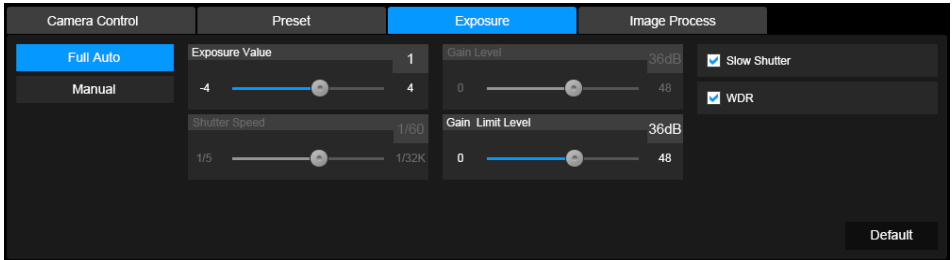 Camera Control Preset Exposure Image Process
Full Auto
Manual
Exposure Value 1
-4 4
Shutter Speed 1/60
1/5 1/32K
Gain Level 36dB
0 48
Gain Limit Level 36dB
0 48
Slow Shutter
WDR
Default